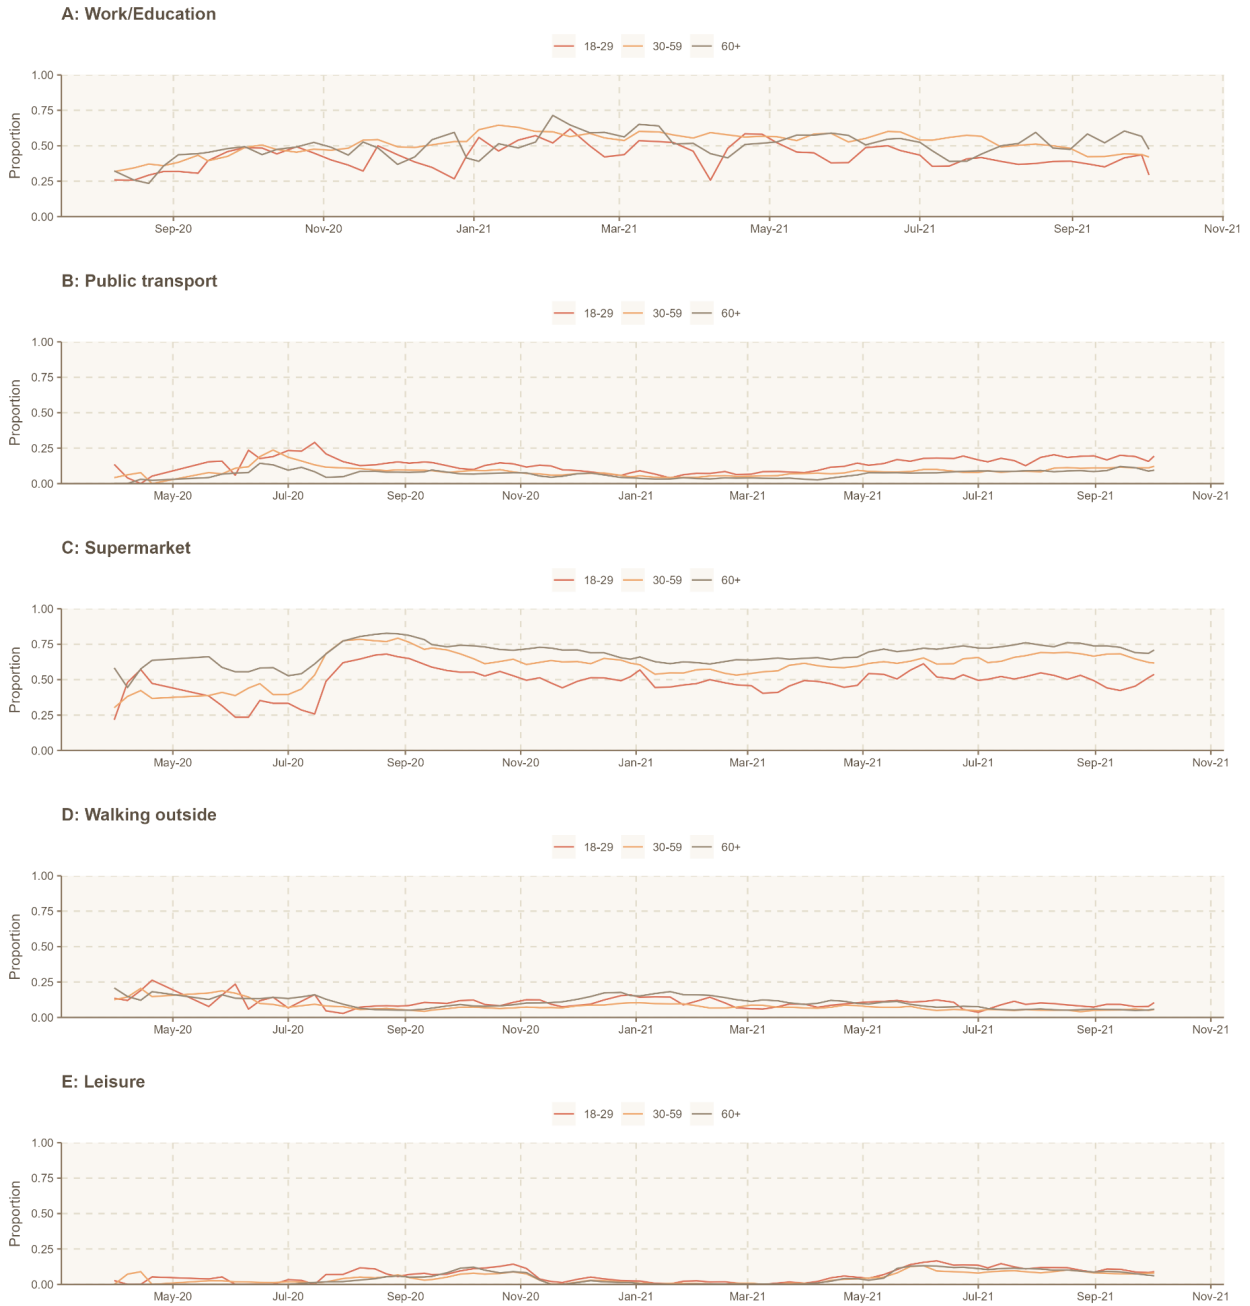 A: Work/Education
18-29 30-59 60+
1.00
0.75
0.50
0.25
0.00
Proportion
Sep-20 Nov-20 Jan-21 Mar-21 May-21 Jul-21 Sep-21 Nov-21
B: Public transport
18-29 30-59 60+
1.00
0.75
0.50
0.25
0.00
Proportion
May-20 Jul-20 Sep-20 Nov-20 Jan-21 Mar-21 May-21 Jul-21 Sep-21 Nov-21
C: Supermarket
18-29 30-59 60+
1.00
0.75
0.50
0.25
0.00
Proportion
May-20 Jul-20 Sep-20 Nov-20 Jan-21 Mar-21 May-21 Jul-21 Sep-21 Nov-21
D: Walking outside
18-29 30-59 60+
1.00
0.75
0.50
0.25
0.00
Proportion
May-20 Jul-20 Sep-20 Nov-20 Jan-21 Mar-21 May-21 Jul-21 Sep-21 Nov-21
E: Leisure
18-29 30-59 60+
1.00
0.75
0.50
0.25
0.00
Proportion
May-20 Jul-20 Sep-20 Nov-20 Jan-21 Mar-21 May-21 Jul-21 Sep-21 Nov-21